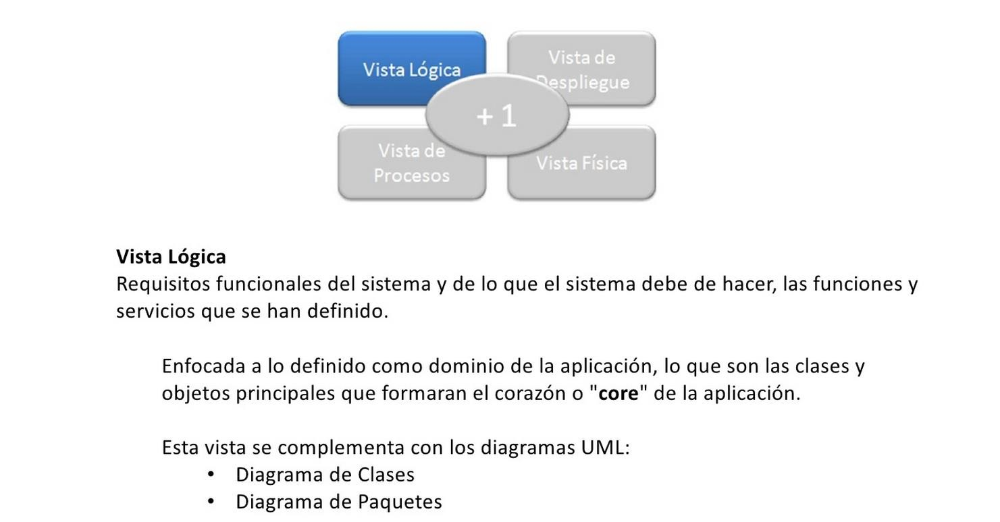 Vista Lógica
Vista de
Despliegue
+ 1
Vista de
Procesos
Vista Física
Vista Lógica
Requisitos funcionales del sistema y de lo que el sistema debe de hacer, las funciones y
servicios que se han definido.
Enfocada a lo definido como dominio de la aplicación, lo que son las clases y
objetos principales que formaran el corazón o "core" de la aplicación.
Esta vista se complementa con los diagramas UML:
• Diagrama de Clases
• Diagrama de Paquetes